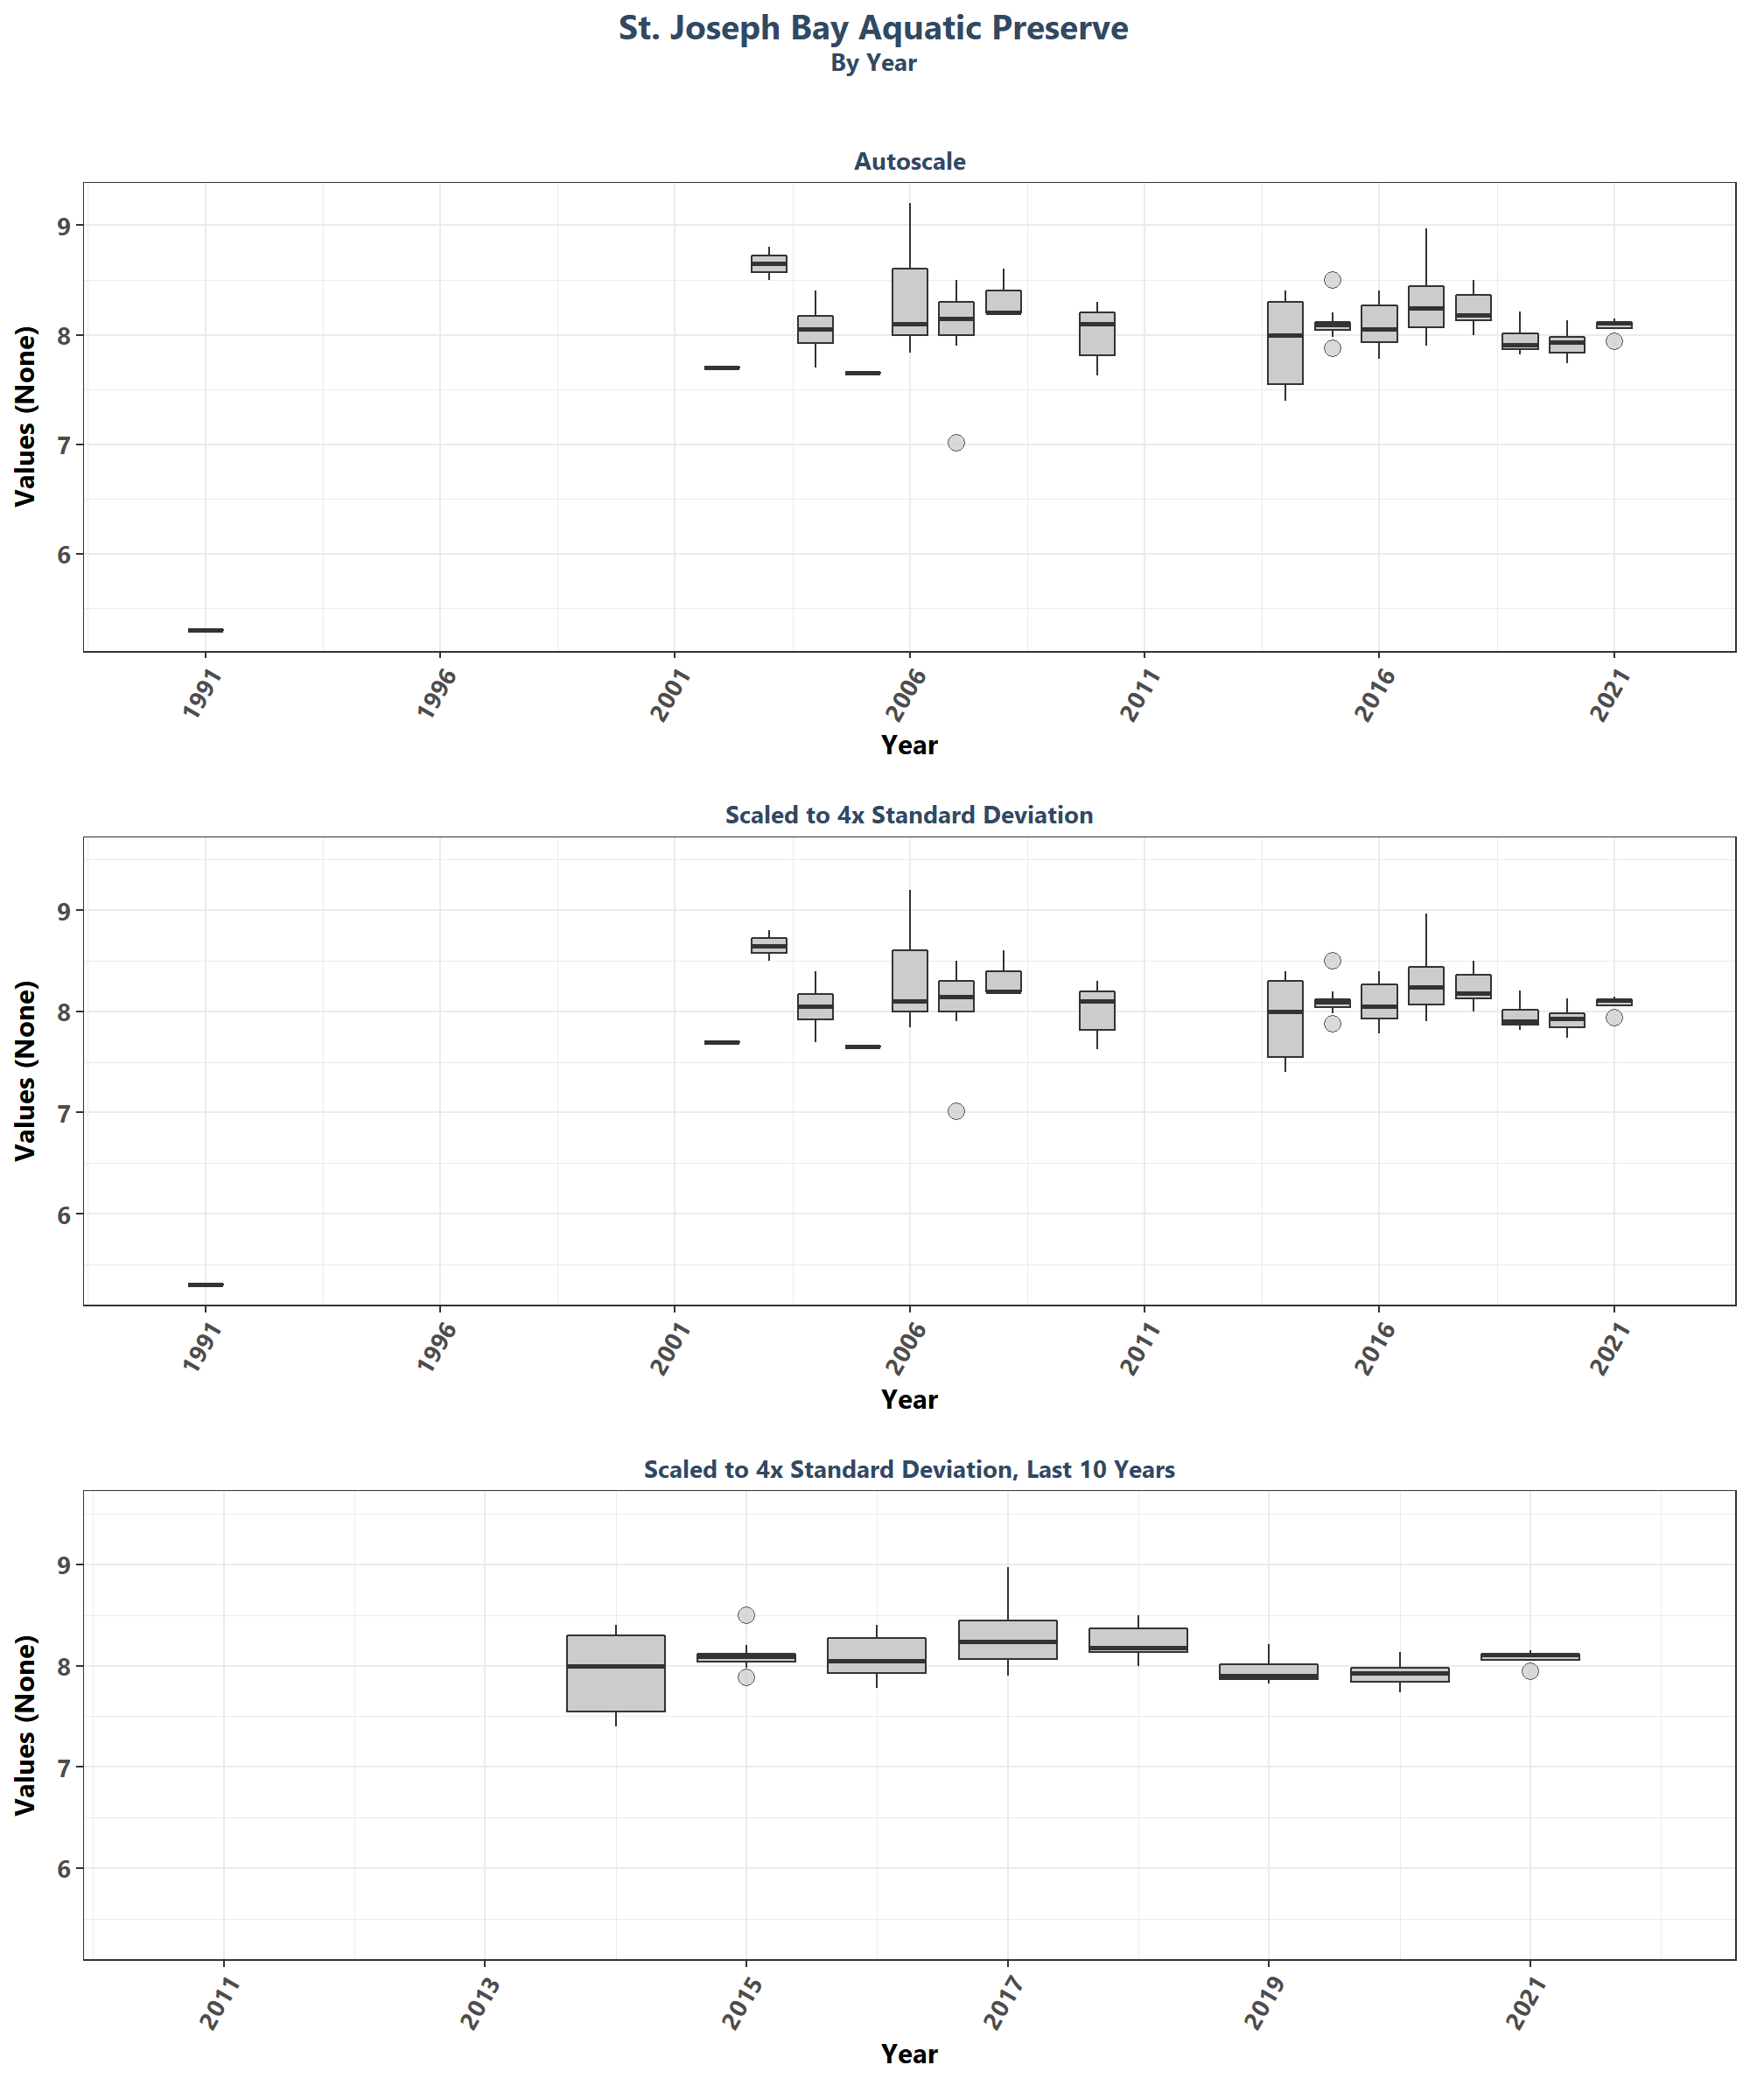 St. Joseph Bay Aquatic Preserve
By Year
Autoscale
Values (None)
9
8
7
6
1991 1996 2001 2006 2011 2016 2021
Year
Scaled to 4x Standard Deviation
Values (None)
9
8
7
6
1991 1996 2001 2006 2011 2016 2021
Year
Scaled to 4x Standard Deviation, Last 10 Years
Values (None)
9
8
7
6
2011 2013 2015 2017 2019 2021
Year